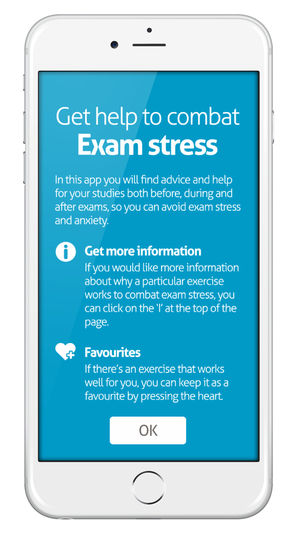 Get help to combat
Exam stress
In this app you will find advice and help
for your studies both before, during and
after exams, so you can avoid exam stress
and anxiety.
i
Get more information
If you would like more information
about why a particular exercise
works to combat exam stress, you
can click on the 'I' at the top of the
page.
Favourites
If there's an exercise that works
well for you, you can keep it as a
favourite by pressing the heart.
OK